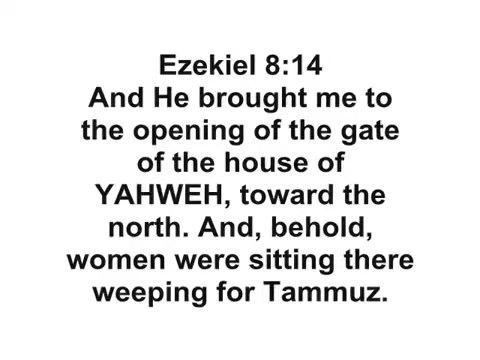 Ezekiel 8:14
And He brought me to
the opening of the gate
of the house of
YAHWEH, toward the
north. And, behold,
women were sitting there
weeping for Tammuz.